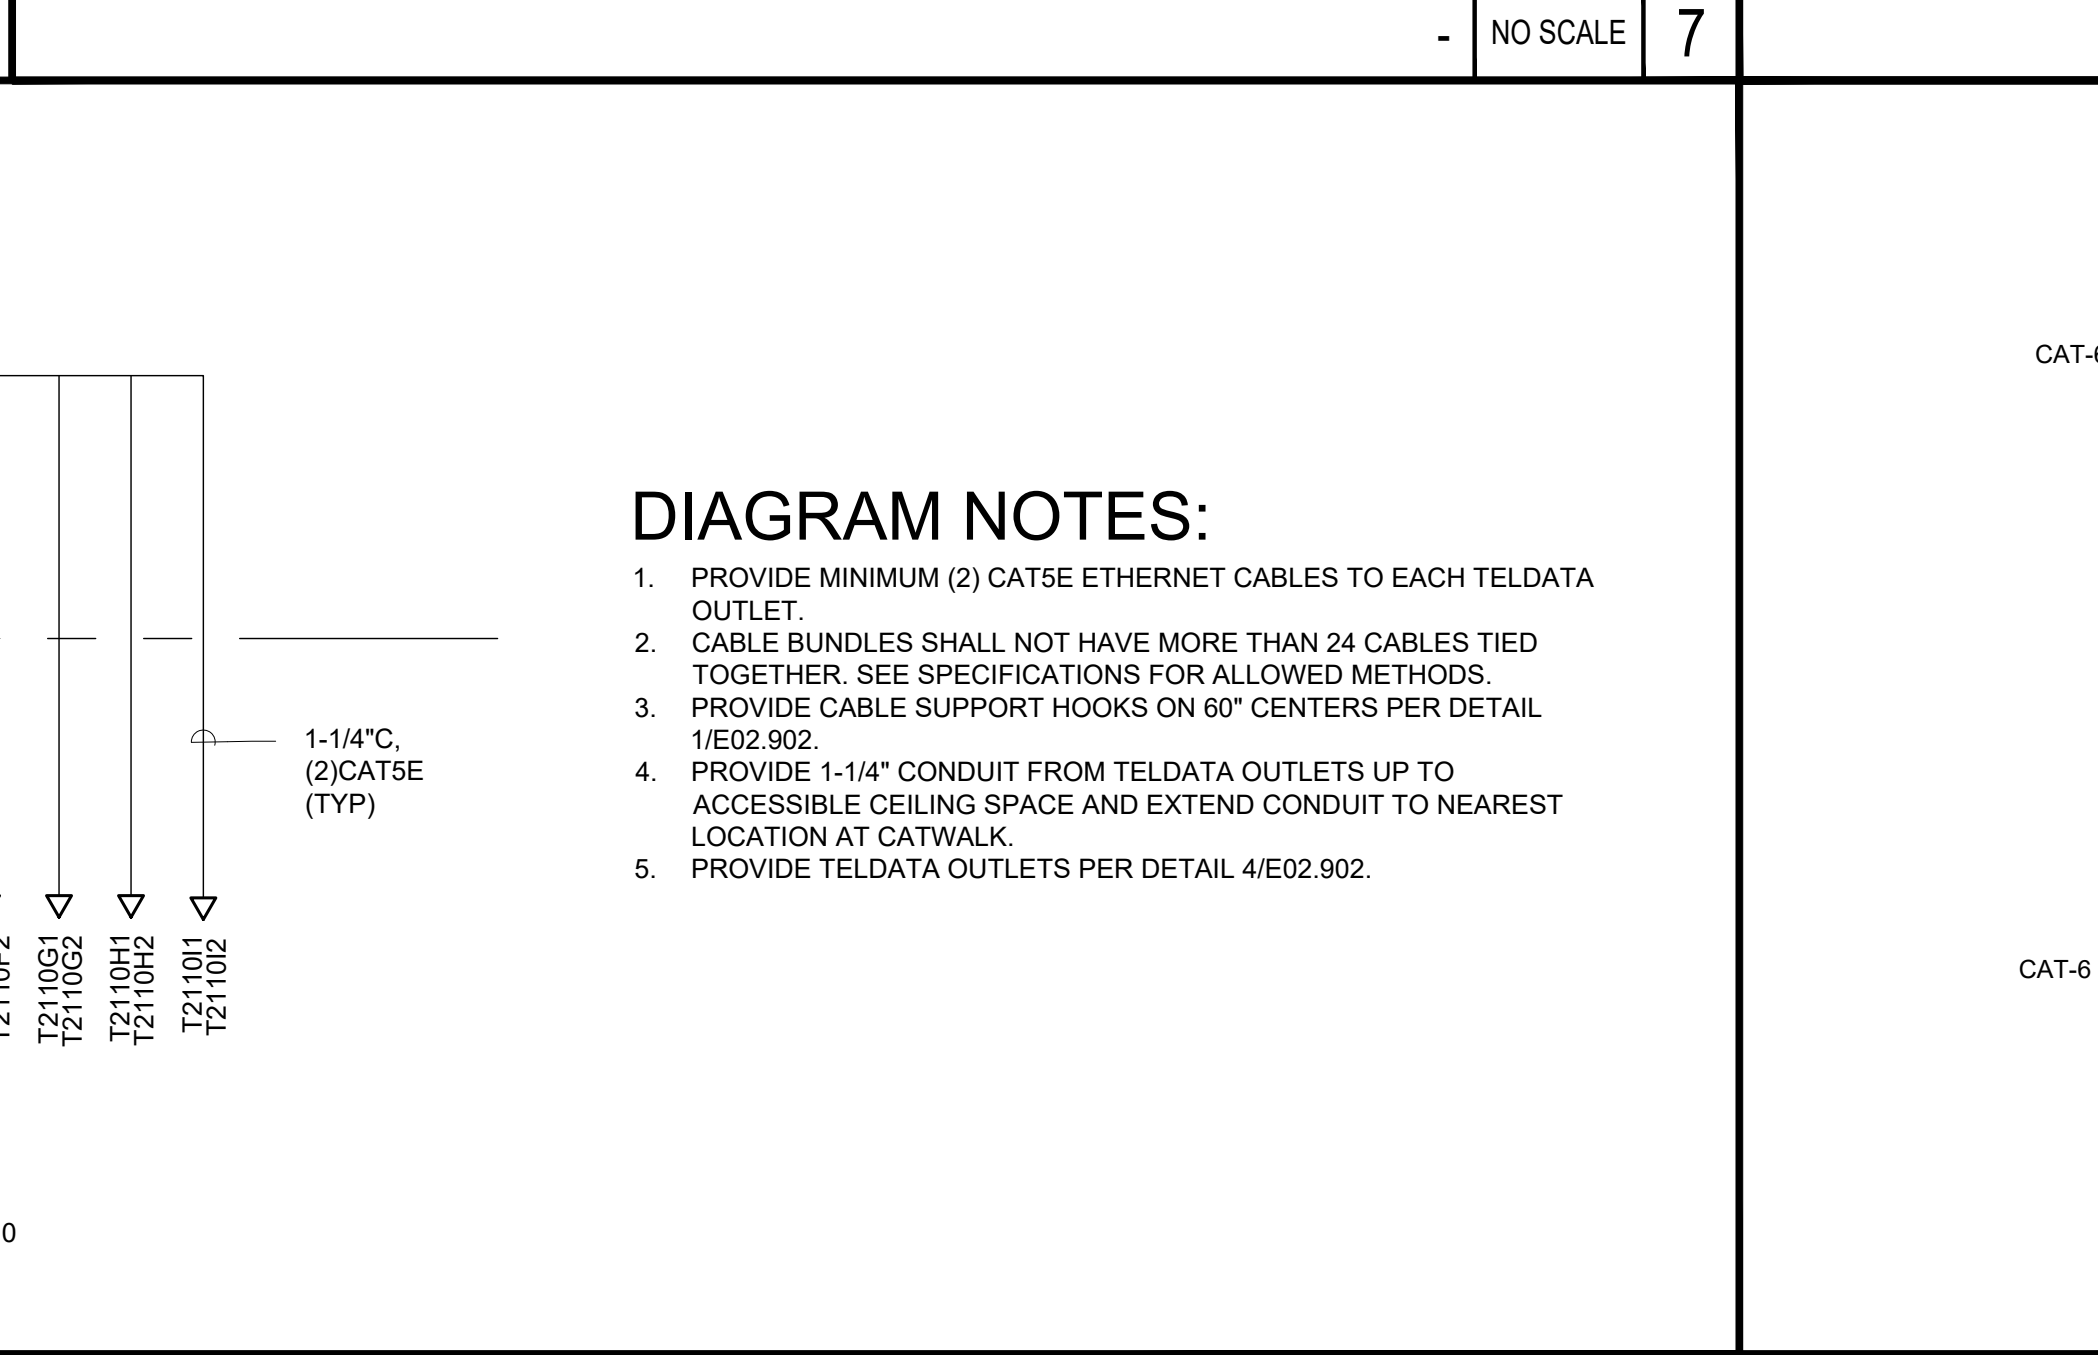 - NO SCALE 7
CAT-6
DIAGRAM NOTES:
1. PROVIDE MINIMUM (2) CAT5E ETHERNET CABLES TO EACH TELDATA
OUTLET.
2. CABLE BUNDLES SHALL NOT HAVE MORE THAN 24 CABLES TIED
TOGETHER. SEE SPECIFICATIONS FOR ALLOWED METHODS.
3. PROVIDE CABLE SUPPORT HOOKS ON 60" CENTERS PER DETAIL
1/E02.902.
4. PROVIDE 1-1/4" CONDUIT FROM TELDATA OUTLETS UP TO
ACCESSIBLE CEILING SPACE AND EXTEND CONDUIT TO NEAREST
LOCATION AT CATWALK.
5. PROVIDE TELDATA OUTLETS PER DETAIL 4/E02.902.
1-1/4"C,
(2)CAT5E
(TYP)
T2110F2
T2110G1
T2110G2
T2110H1
T2110H2
T2110I1
T2110I2
CAT-6
0